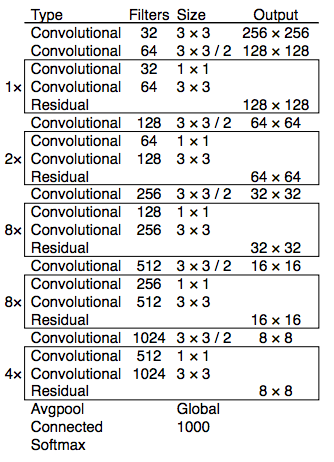 Type Filters Size Output
Convolutional 32 3 × 3 256 × 256
Convolutional 64 3 × 3 / 2 128 × 128
Convolutional 32 1 × 1
1× Convolutional 64 3 × 3
Residual 128 × 128
Convolutional 128 3 × 3 / 2 64 × 64
Convolutional 64 1 × 1
2× Convolutional 128 3 × 3
Residual 64 × 64
Convolutional 256 3 × 3 / 2 32 × 32
Convolutional 128 1 × 1
8× Convolutional 256 3 × 3
Residual 32 × 32
Convolutional 512 3 × 3 / 2 16 × 16
Convolutional 256 1 × 1
8× Convolutional 512 3 × 3
Residual 16 × 16
Convolutional 1024 3 × 3 / 2 8 × 8
Convolutional 512 1 × 1
4× Convolutional 1024 3 × 3
Residual 8 × 8
Avgpool Global
Connected 1000
Softmax